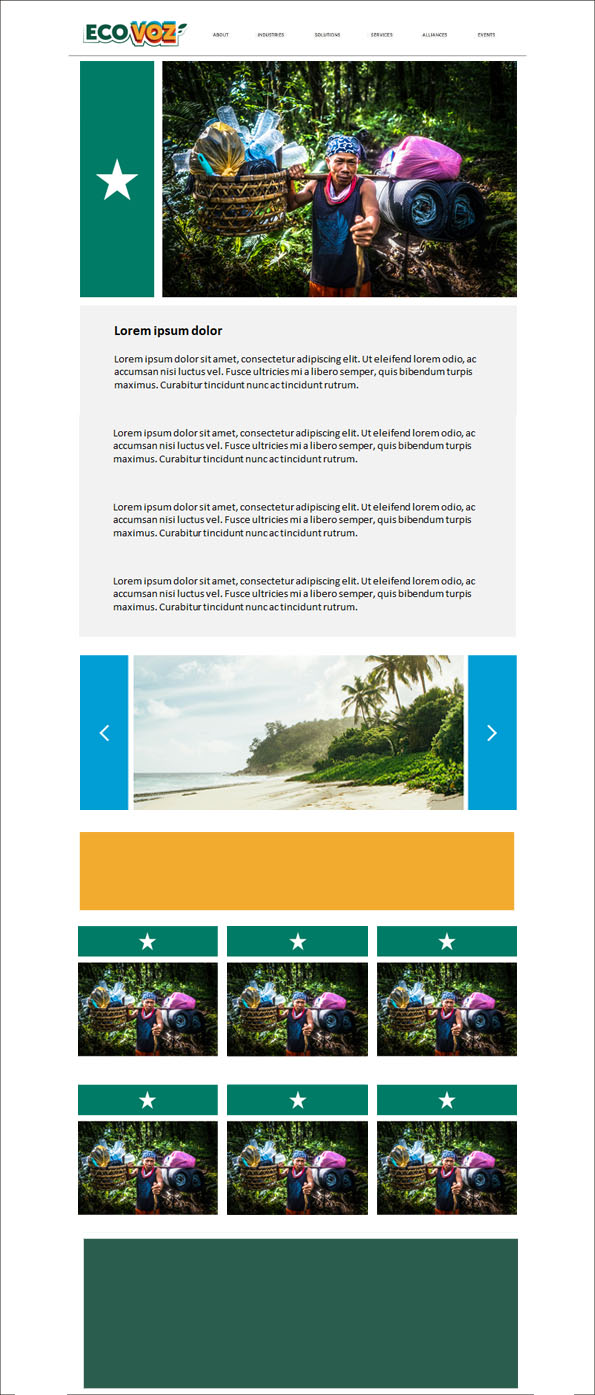 ECOVOZ
ABOUT INDUSTRIES SOLUTIONS SERVICES ALLIANCES EVENTS
Lorem ipsum dolor
Lorem ipsum dolor sit amet, consectetur adipiscing elit. Ut eleifend lorem odio, ac
accumsan nisi luctus vel. Fusce ultricies mi a libero semper, quis bibendum turpis
maximus. Curabitur tincidunt nunc ac tincidunt rutrum.
Lorem ipsum dolor sit amet, consectetur adipiscing elit. Ut eleifend lorem odio, ac
accumsan nisi luctus vel. Fusce ultricies mi a libero semper, quis bibendum turpis
maximus. Curabitur tincidunt nunc ac tincidunt rutrum.
Lorem ipsum dolor sit amet, consectetur adipiscing elit. Ut eleifend lorem odio, ac
accumsan nisi luctus vel. Fusce ultricies mi a libero semper, quis bibendum turpis
maximus. Curabitur tincidunt nunc ac tincidunt rutrum.
Lorem ipsum dolor sit amet, consectetur adipiscing elit. Ut eleifend lorem odio, ac
accumsan nisi luctus vel. Fusce ultricies mi a libero semper, quis bibendum turpis
maximus. Curabitur tincidunt nunc ac tincidunt rutrum.